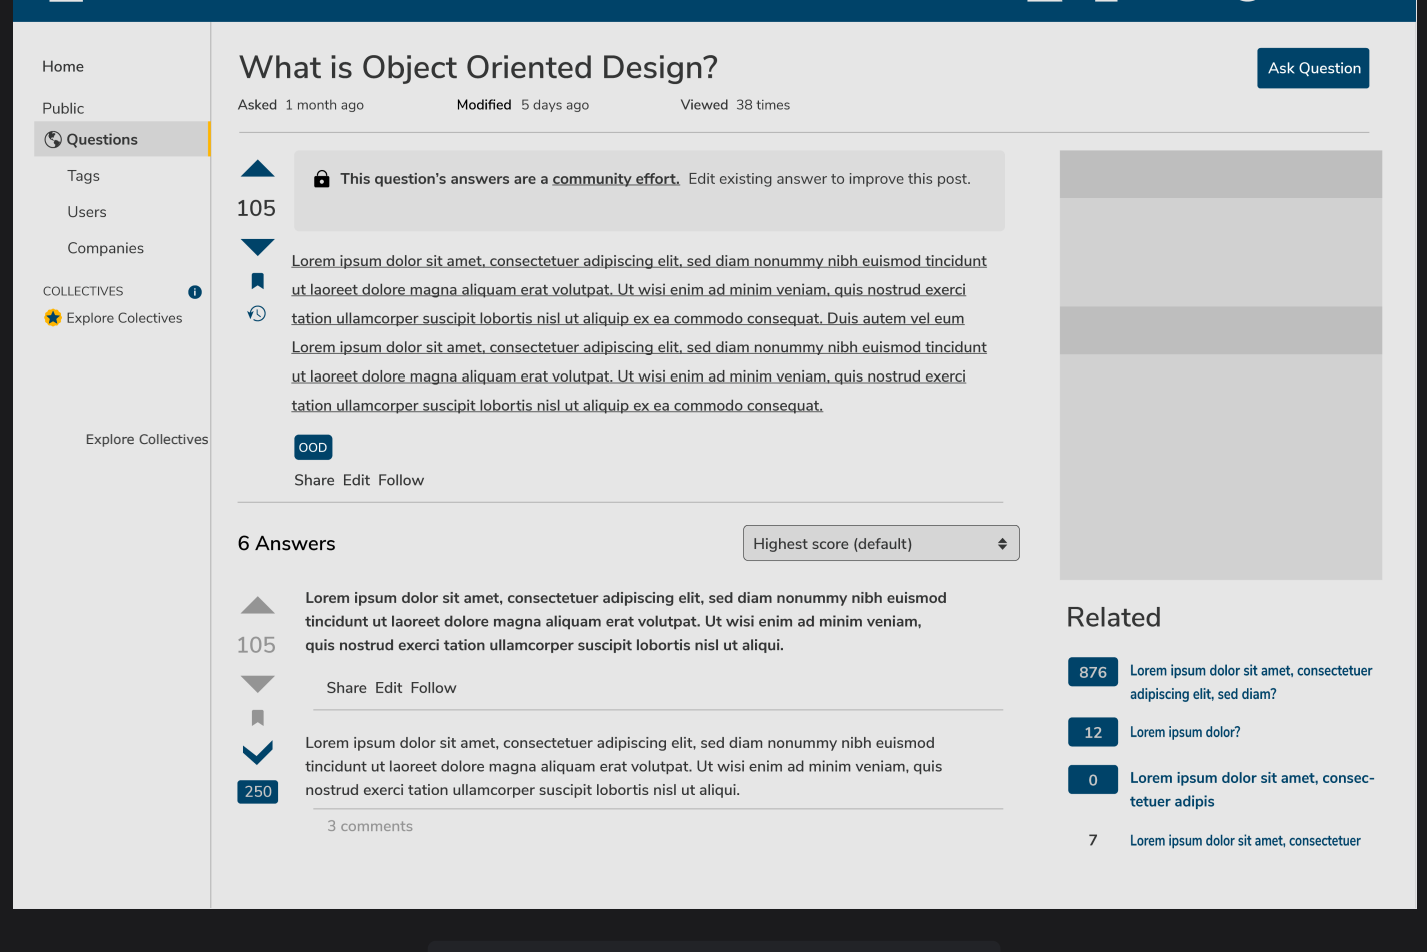 Home
Public
Questions
Tags
Users
Companies
COLLECTIVES
Explore Colectives
Explore Collectives
What is Object Oriented Design?
Ask Question
Asked 1 month ago Modified 5 days ago Viewed 38 times
This question’s answers are a community effort. Edit existing answer to improve this post.
105
Lorem ipsum dolor sit amet, consectetuer adipiscing elit, sed diam nonummy nibh euismod tincidunt
ut laoreet dolore magna aliquam erat volutpat. Ut wisi enim ad minim veniam, quis nostrud exerci
tation ullamcorper suscipit lobortis nisl ut aliquip ex ea commodo consequat. Duis autem vel eum
Lorem ipsum dolor sit amet, consectetuer adipiscing elit, sed diam nonummy nibh euismod tincidunt
ut laoreet dolore magna aliquam erat volutpat. Ut wisi enim ad minim veniam, quis nostrud exerci
tation ullamcorper suscipit lobortis nisl ut aliquip ex ea commodo consequat.
OOD
Share Edit Follow
6 Answers
Highest score (default)
105
Lorem ipsum dolor sit amet, consectetuer adipiscing elit, sed diam nonummy nibh euismod
tincidunt ut laoreet dolore magna aliquam erat volutpat. Ut wisi enim ad minim veniam,
quis nostrud exerci tation ullamcorper suscipit lobortis nisl ut aliqui.
Share Edit Follow
250
Lorem ipsum dolor sit amet, consectetuer adipiscing elit, sed diam nonummy nibh euismod
tincidunt ut laoreet dolore magna aliquam erat volutpat. Ut wisi enim ad minim veniam, quis
nostrud exerci tation ullamcorper suscipit lobortis nisl ut aliqui.
3 comments
Related
876 Lorem ipsum dolor sit amet, consectetuer
adipiscing elit, sed diam?
12 Lorem ipsum dolor?
0 Lorem ipsum dolor sit amet, consec-
tetuer adipis
7 Lorem ipsum dolor sit amet, consectetuer